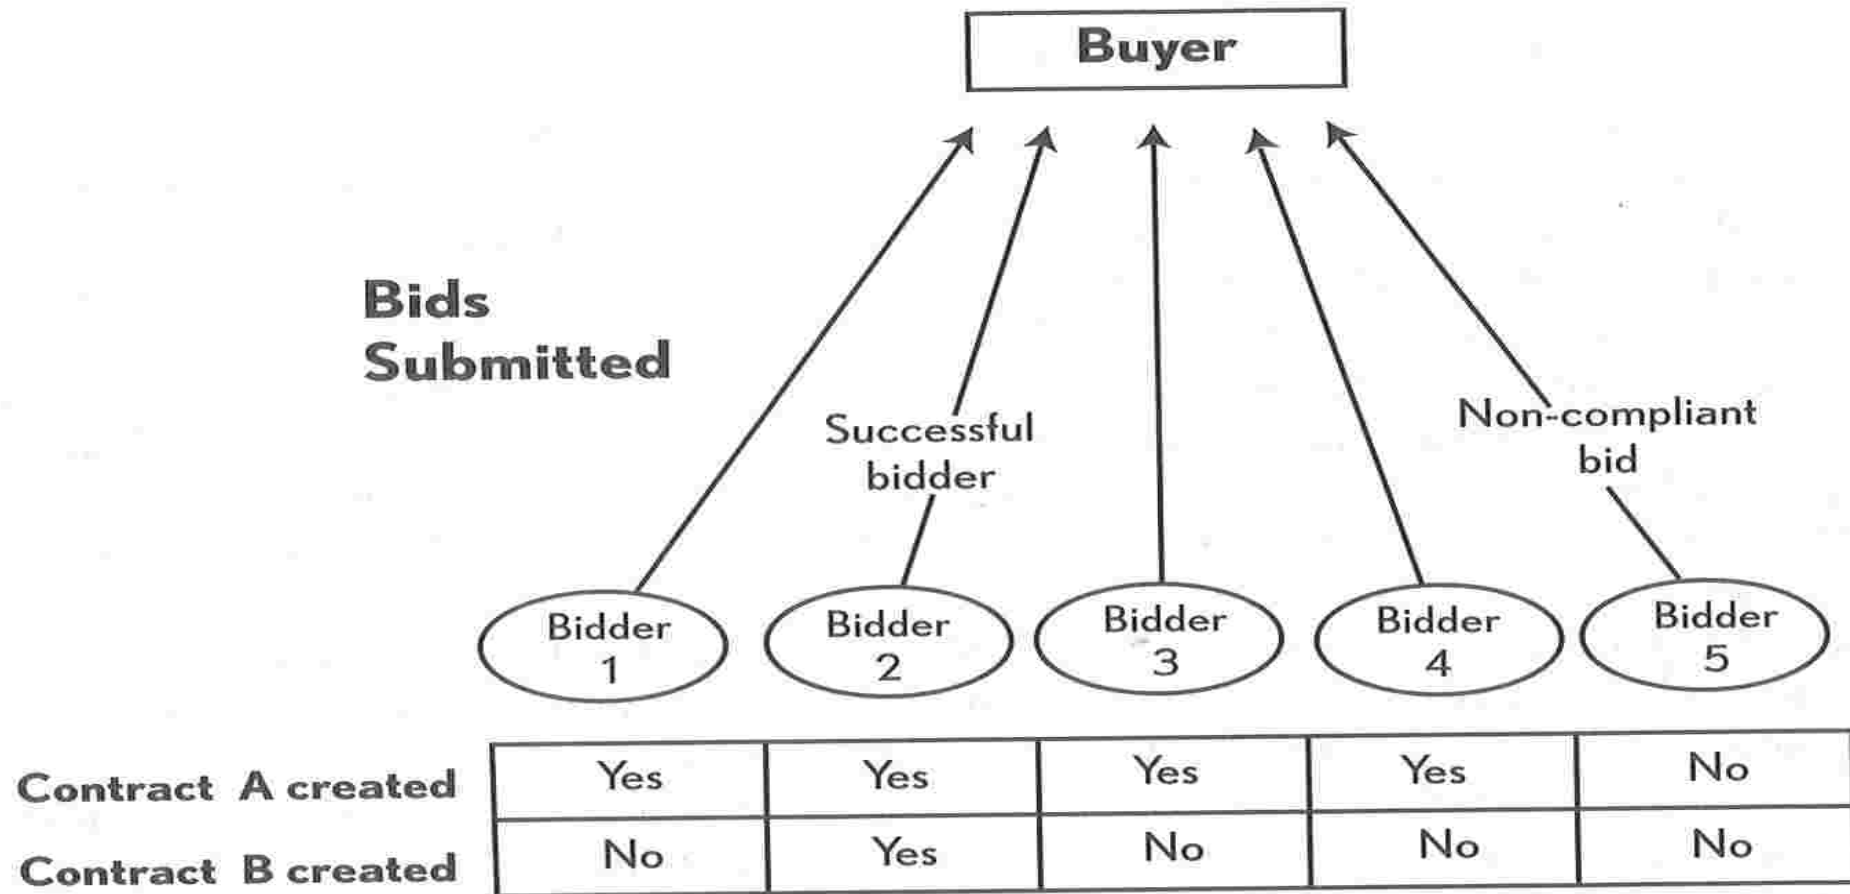 Buyer
Bids
Submitted
Successful
bidder
Non-compliant
bid
Bidder
1
Bidder
2
Bidder
3
Bidder
4
Bidder
5
Contract A created Yes Yes Yes Yes No
Contract B created No Yes No No No